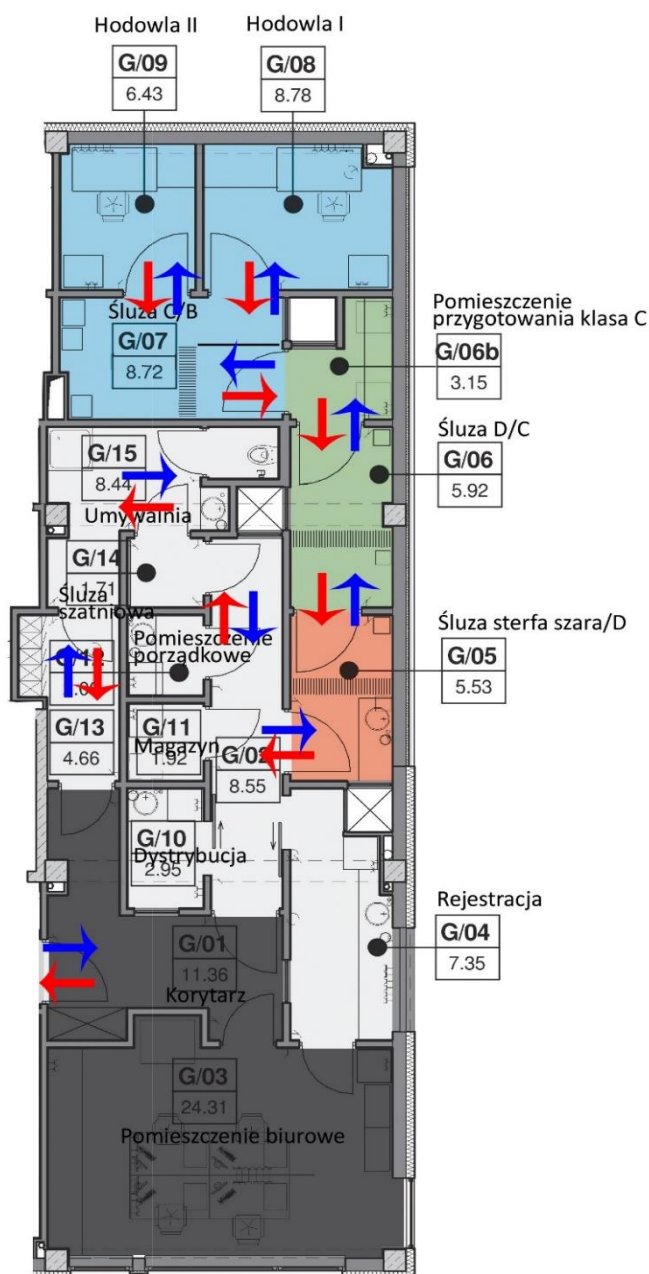 Hodowla II
Hodowla I
G/09
6.43
G/08
8.78
Śluza C/B
G/07
8.72
Pomieszczenie
przygotowania klasa C
G/06b
3.15
Śluza D/C
G/06
5.92
G/15
8.44
Umywalnia
G/14
1.71
Śluza
szatniowa
Pomieszczenie
porządkowe
Śluza sterfa szara/D
G/05
5.53
G/13
4.66
G/11
1.92
Magazyn
G/02
8.55
G/10
2.95
Dystrybucja
Rejestracja
G/04
7.35
G/01
11.36
Korytarz
G/03
24.31
Pomieszczenie biurowe